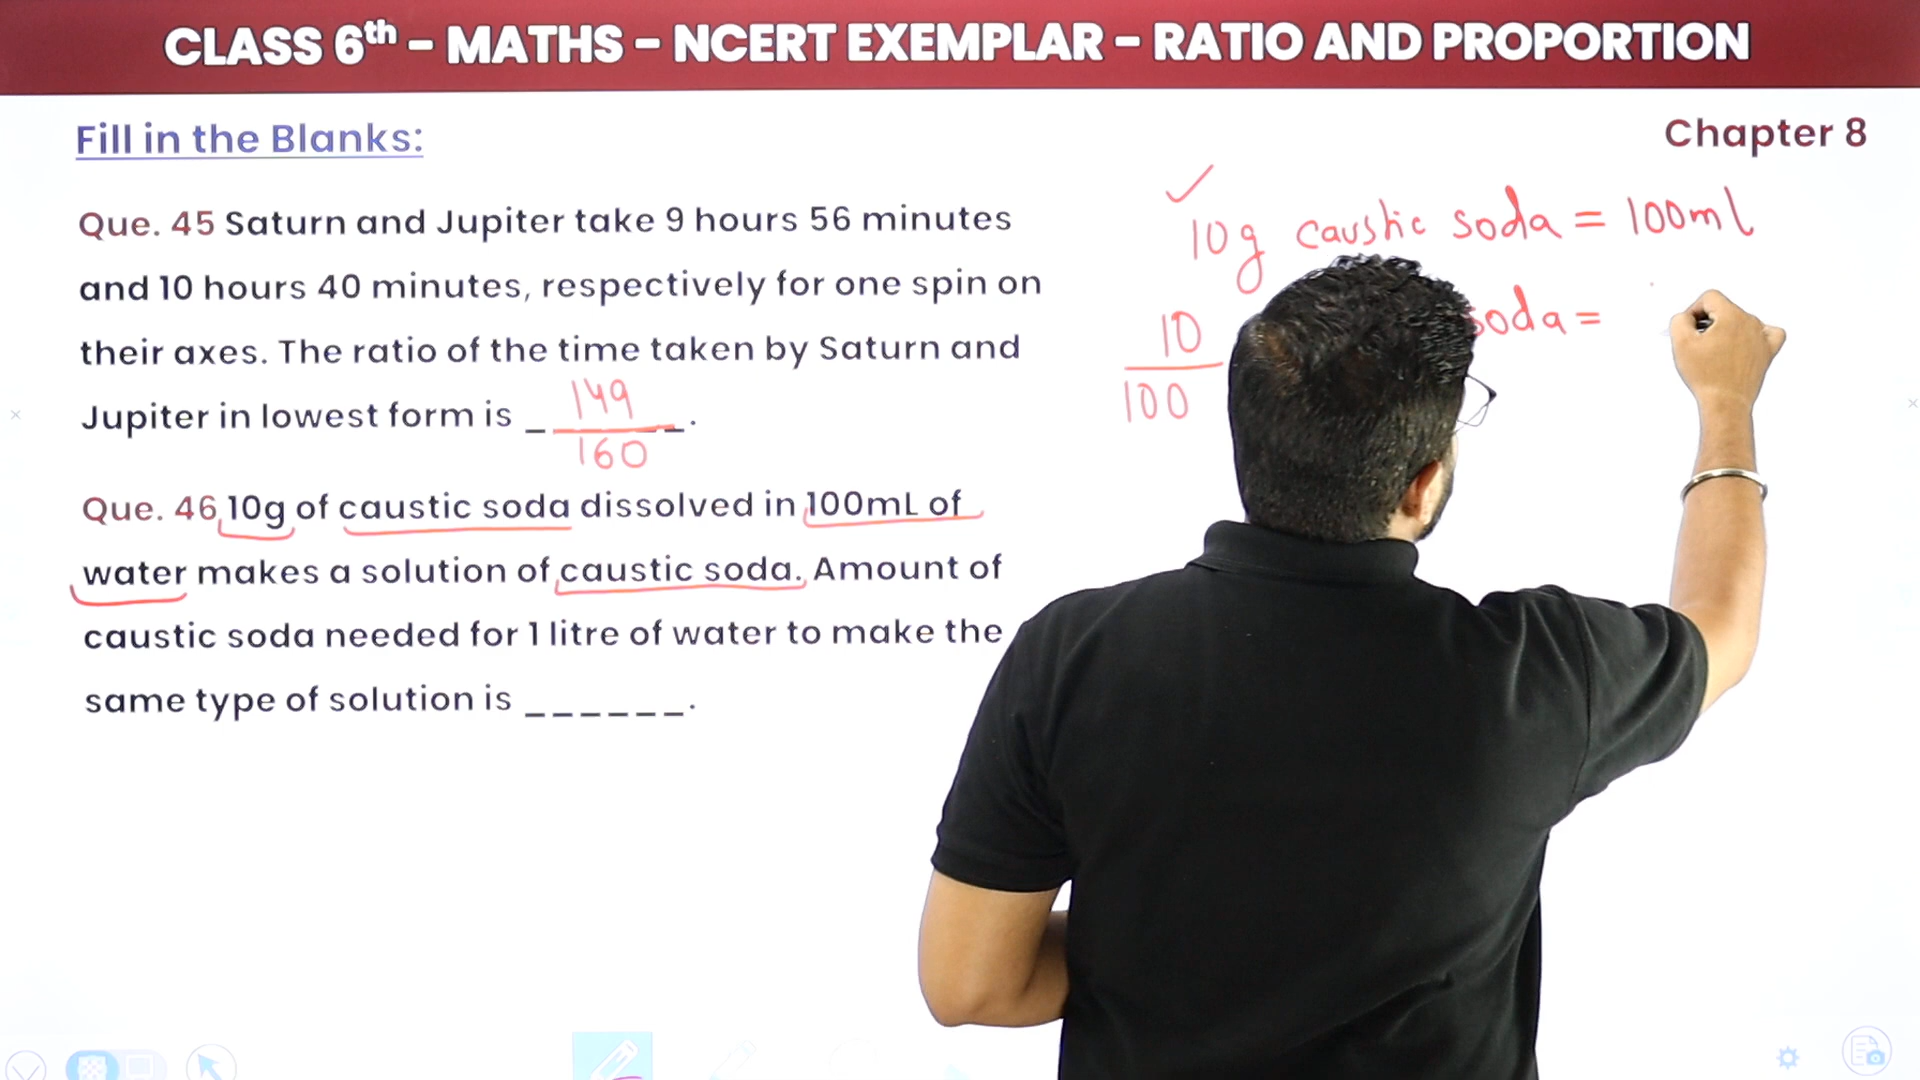 CLASS 6th - MATHS - NCERT EXEMPLAR - RATIO AND PROPORTION
Fill in the Blanks:
Chapter 8
Que. 45 Saturn and Jupiter take 9 hours 56 minutes
and 10 hours 40 minutes, respectively for one spin on
their axes. The ratio of the time taken by Saturn and
Jupiter in lowest form is _ 149/160 _.
Que. 46 10g of caustic soda dissolved in 100mL of
water makes a solution of caustic soda. Amount of
caustic soda needed for 1 litre of water to make the
same type of solution is ______.
10g caustic soda = 100ml
10
100
soda =